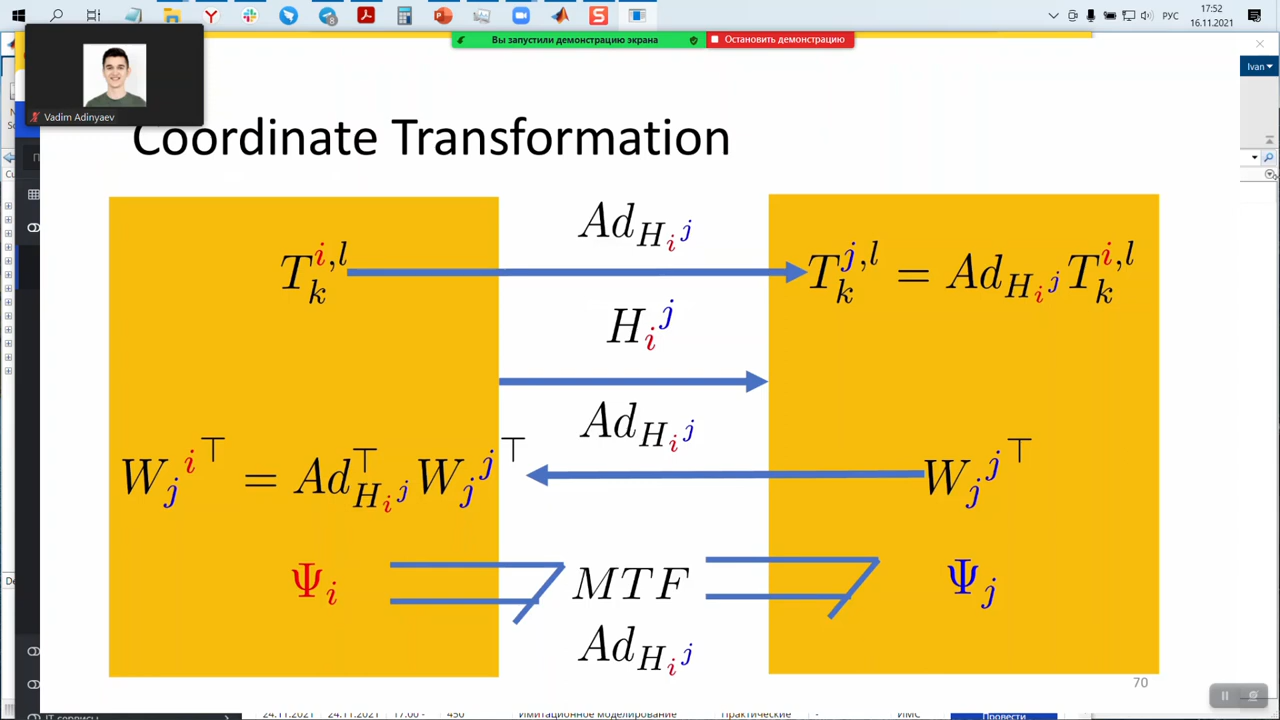 17:52
РУС
16.11.2021
Вы запустили демонстрацию экрана
Остановить демонстрацию
Ivan
Vadim Adinyaev
Coordinate Transformation
Ad_{H_i^j}
T_k^{i,l}
T_k^{j,l} = Ad_{H_i^j} T_k^{i,l}
H_i^j
Ad_{H_i^j}
W_j^{i⊤} = Ad_{H_i^j}^⊤ W_j^{j⊤}
W_j^{j⊤}
Ψ_i
MTF
Ψ_j
Ad_{H_i^j}
70
24.11.2021 24.11.2021 17:00 - 450 Имитационное моделирование Практические - ИМС Провести